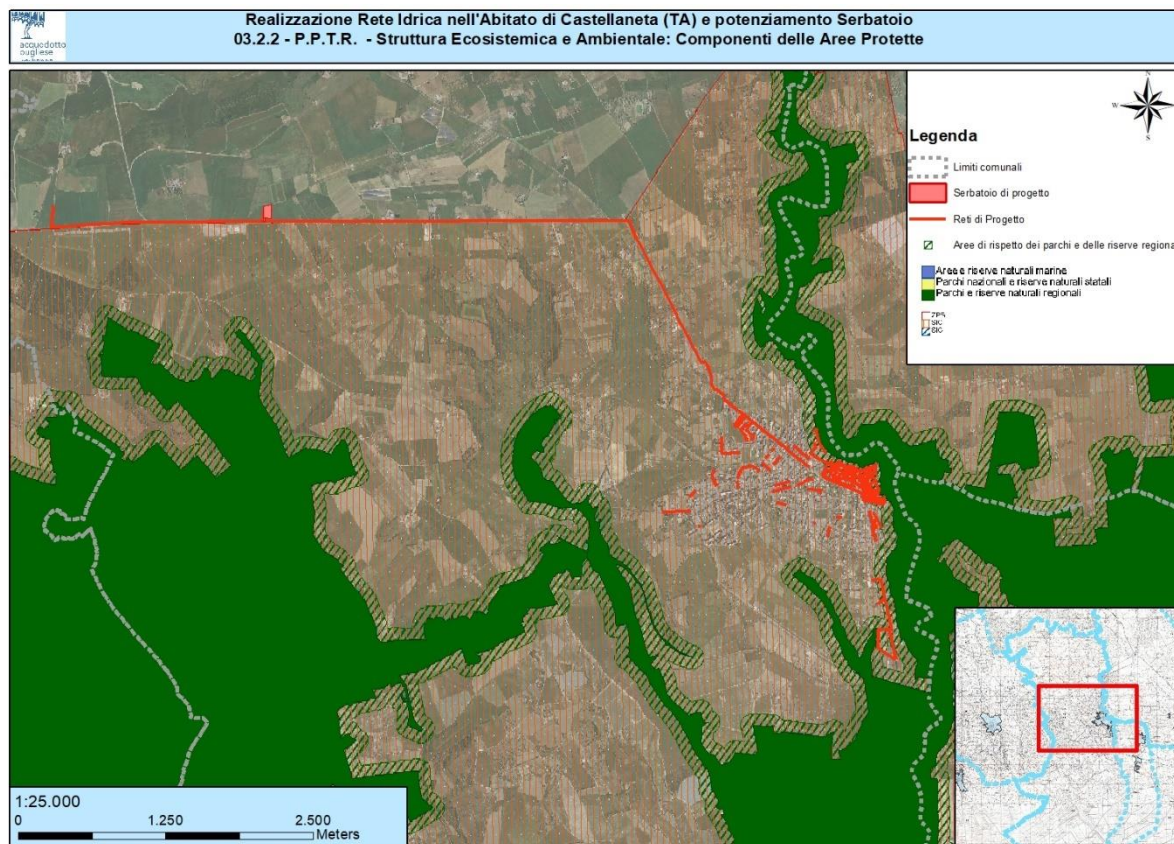 Realizzazione Rete Idrica nell'Abitato di Castellaneta (TA) e potenziamento Serbatoio
03.2.2 - P.P.T.R. - Struttura Ecosistemica e Ambientale: Componenti delle Aree Protette
acquedotto
pugliese
N
W
S
Legenda
Limiti comunali
Serbatoio di progetto
Reti di Progetto
Aree di rispetto dei parchi e delle riserve regiona
Aree e riserve naturali marine
Parchi nazionali e riserve naturali statali
Parchi e riserve naturali regionali
ZPS
SIC
SIC
1:25.000
0 1.250 2.500
Meters